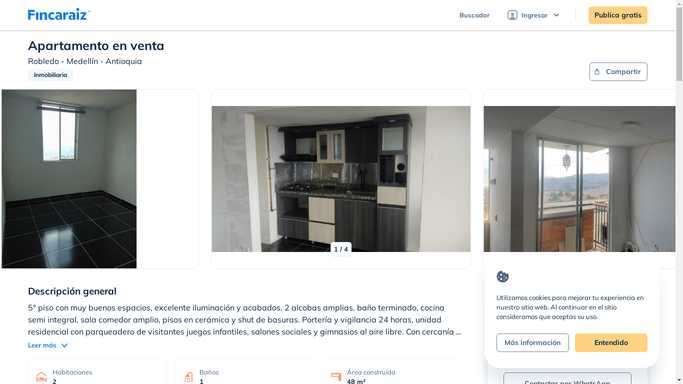 Fincaraíz
Buscador
Ingresar
Publica gratis
Apartamento en venta
Robledo - Medellín - Antioquia
Inmobiliaria
Compartir
1 / 4
Descripción general
5° piso con muy buenos espacios, excelente iluminación y acabados, 2 alcobas amplias, baño terminado, cocina
semi integral, sala comedor amplio, pisos en cerámica y shut de basuras. Portería y vigilancia 24 horas, unidad
residencial con parqueadero de visitantes juegos infantiles, salones sociales y gimnasios al aire libre. Con cercanía ...
Leer más
Habitaciones
2
Baños
1
Área construida
48 m²
Utilizamos cookies para mejorar tu experiencia en
nuestro sitio web. Al continuar en el sitio
consideramos que aceptas su uso.
Más información
Entendido
Contactar por WhatsApp